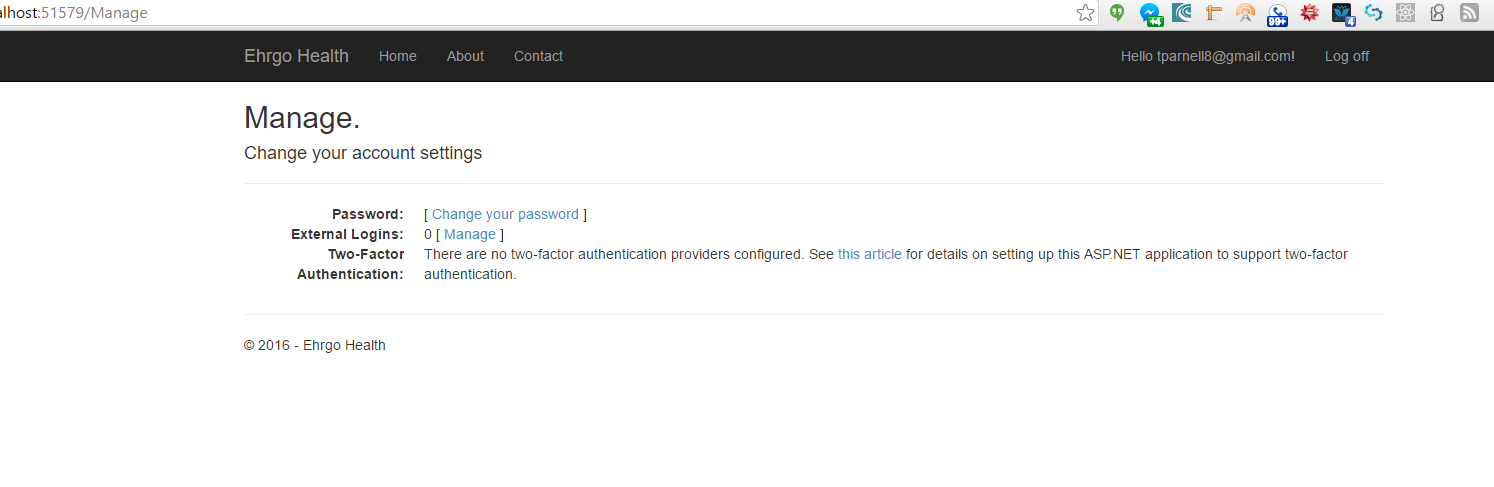 alhost:51579/Manage
+4
99+
4
Ehrgo Health Home About Contact Hello tparnell8@gmail.com! Log off
Manage.
Change your account settings
Password: [ Change your password ]
External Logins: 0 [ Manage ]
Two-Factor There are no two-factor authentication providers configured. See this article for details on setting up this ASP.NET application to support two-factor
Authentication: authentication.
© 2016 - Ehrgo Health